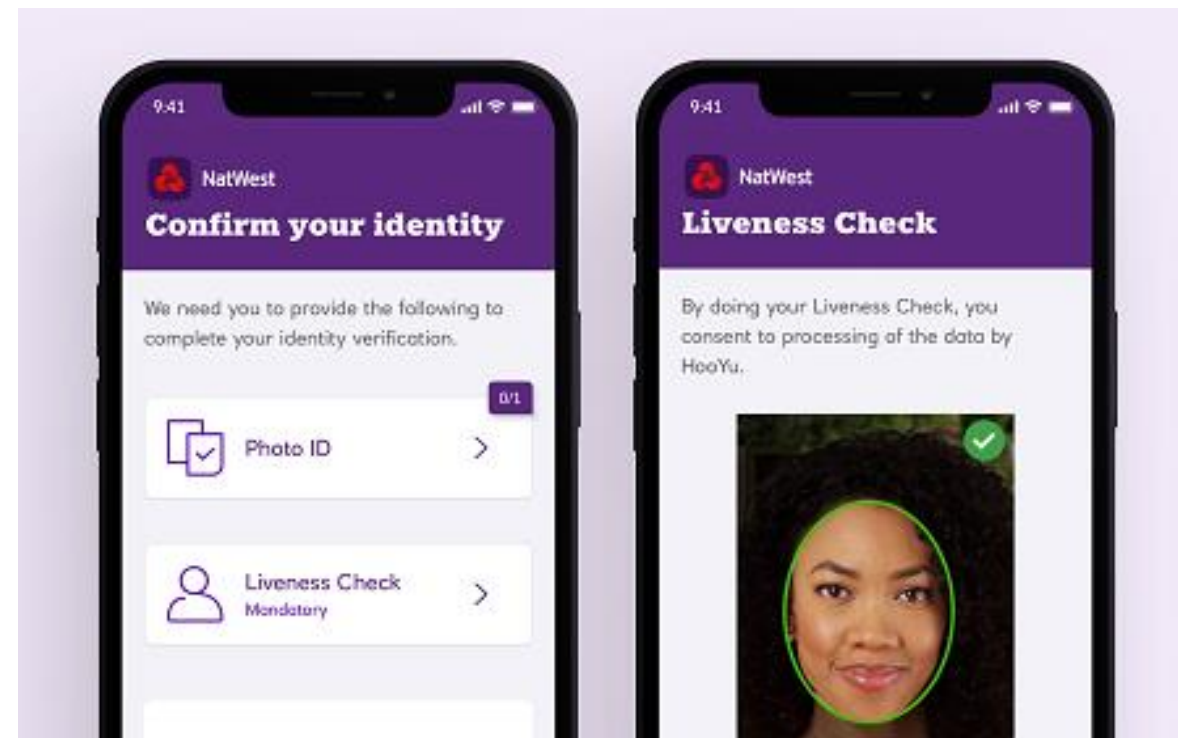 9:41
NatWest
Confirm your identity
We need you to provide the following to
complete your identity verification.
0/1
Photo ID
Liveness Check
Mandatory
9:41
NatWest
Liveness Check
By doing your Liveness Check, you
consent to processing of the data by
HooYu.